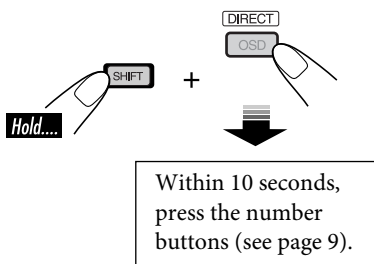 DIRECT
OSD
SHIFT
+
Hold....
Within 10 seconds,
press the number
buttons (see page 9).